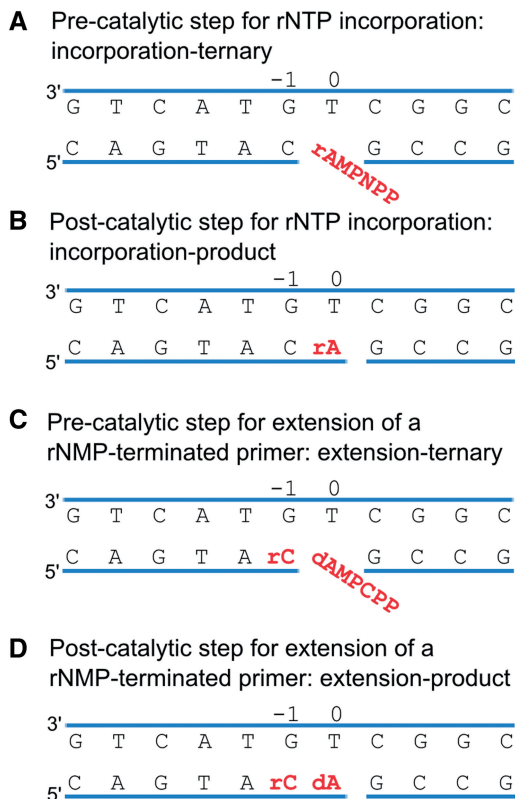 A Pre-catalytic step for rNTP incorporation:
incorporation-ternary
−1 0
3'
G T C A T G T C G G C
C A G T A C rAMPNPP G C C G
5'
B Post-catalytic step for rNTP incorporation:
incorporation-product
−1 0
3'
G T C A T G T C G G C
C A G T A C rA G C C G
5'
C Pre-catalytic step for extension of a
rNMP-terminated primer: extension-ternary
−1 0
3'
G T C A T G T C G G C
C A G T A rC dAMPCPP G C C G
5'
D Post-catalytic step for extension of a
rNMP-terminated primer: extension-product
−1 0
3'
G T C A T G T C G G C
C A G T A rC dA G C C G
5'